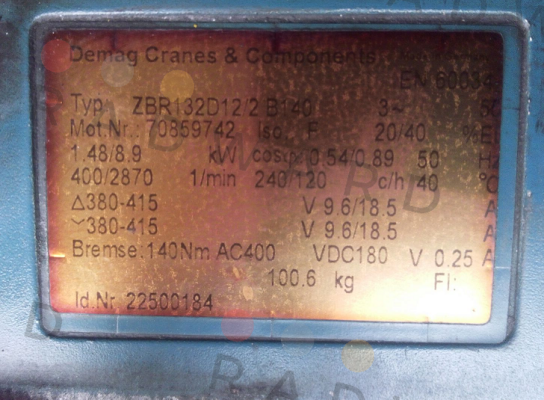 Demag Cranes & Components
EN 60034
Typ ZBR132D12/2 B140 3~
Mot.Nr.: 70859742 Iso. F 20/40 %E
1.48/8.9 kW cosφ 0.54/0.89 50 Hz
400/2870 1/min 240/120 c/h 40 °C
△380-415 V 9.6/18.5 A
Y380-415 V 9.6/18.5 A
Bremse:140Nm AC400 VDC180 V 0.25 A
100.6 kg FI:
Id.Nr. 22500184